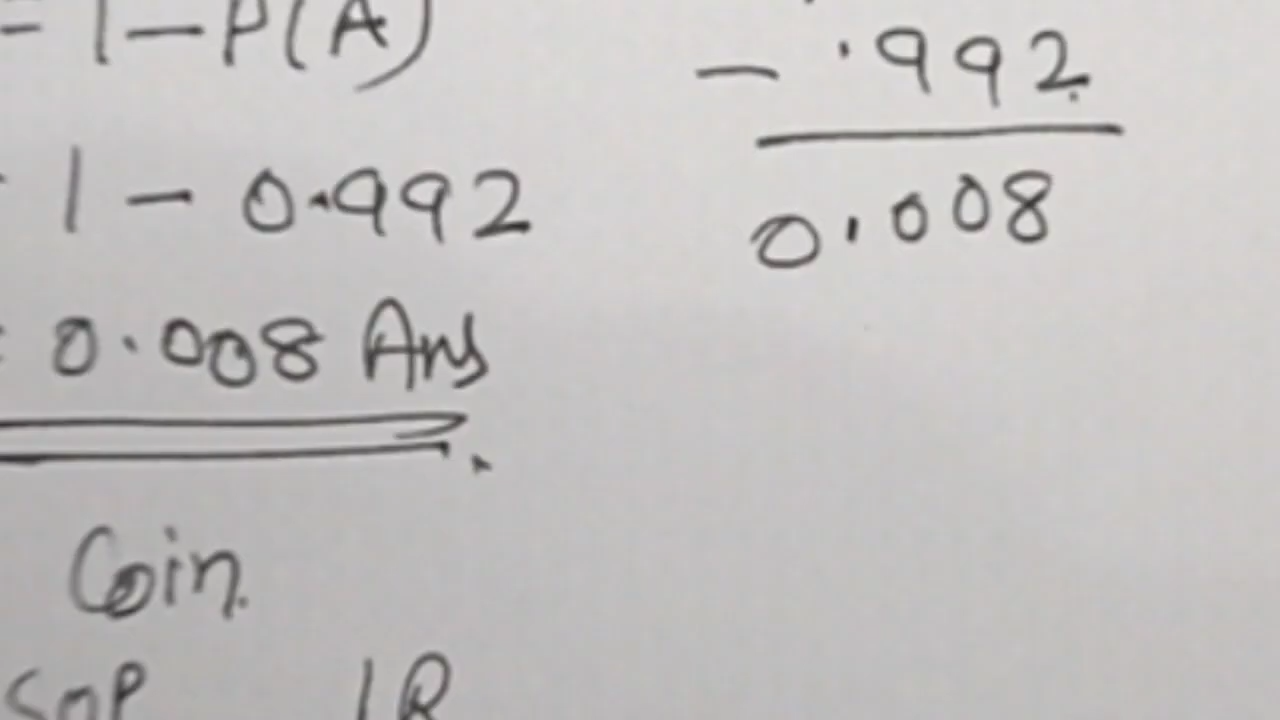 = 1 - P(A)
1 - 0.992
= 0.008 Ans
Coin.
- .992
0.008